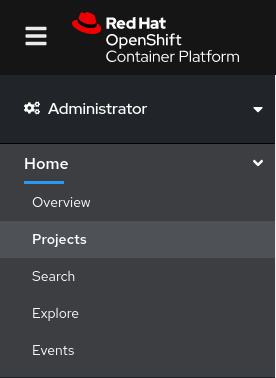 Red Hat
OpenShift
Container Platform
Administrator
Home
Overview
Projects
Search
Explore
Events